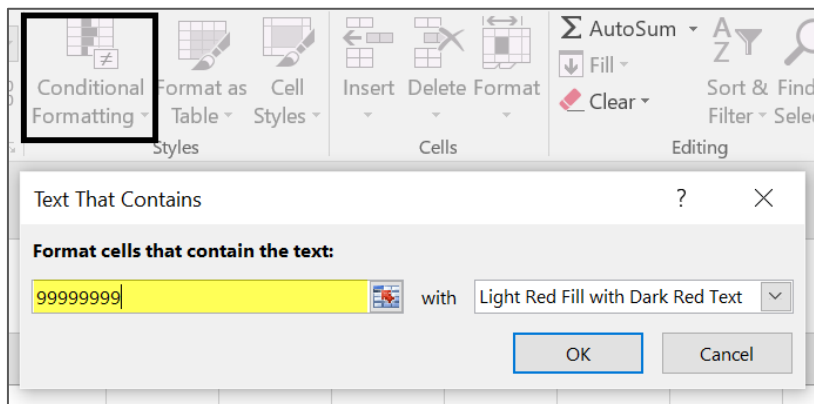 AutoSum
Conditional Format as Cell Insert Delete Format Fill Sort & Find
Formatting Table Styles Clear Filter
Styles Cells Editing
Text That Contains ?
Format cells that contain the text:
99999999 with Light Red Fill with Dark Red Text
OK Cancel